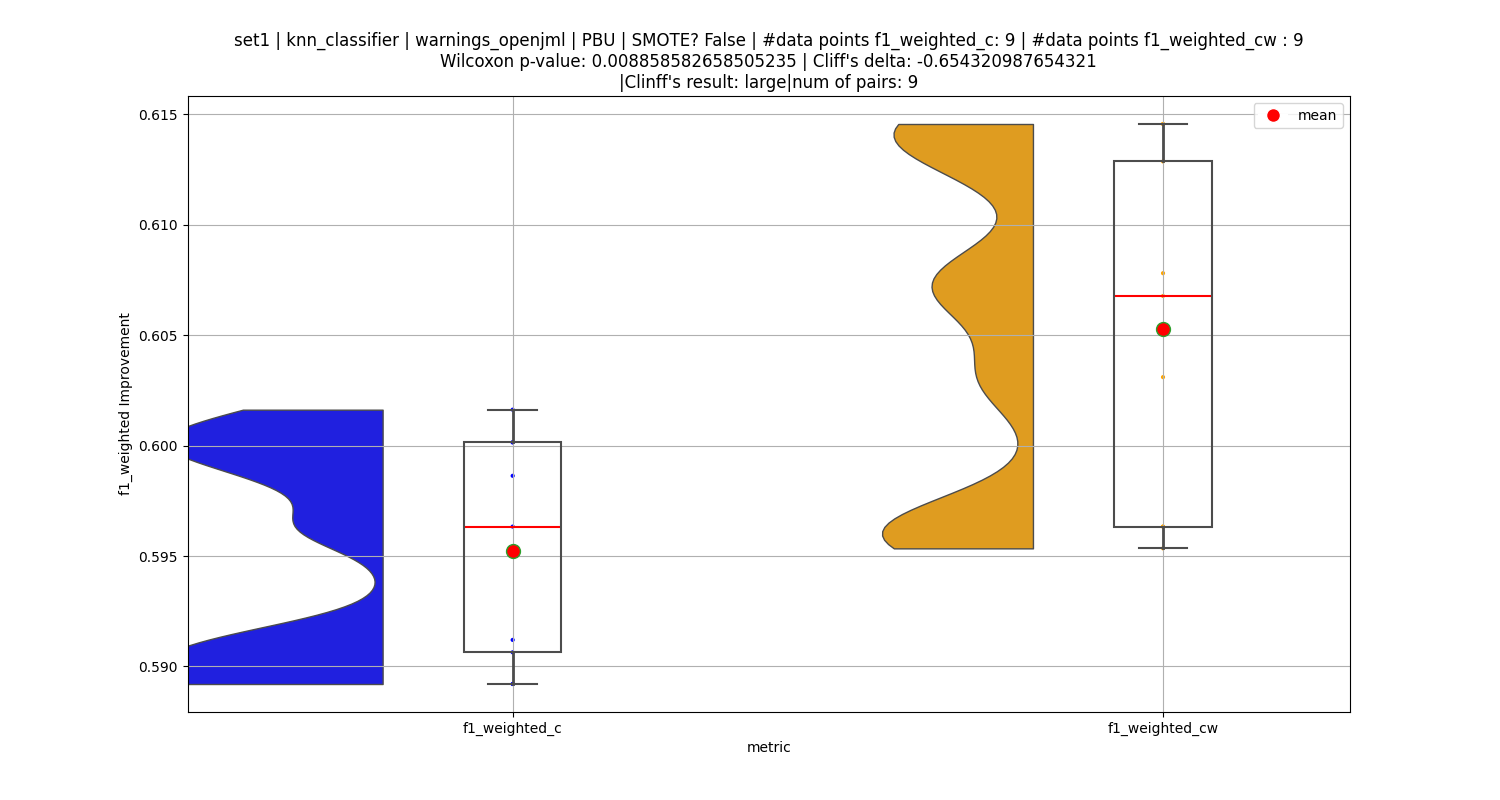 set1 | knn_classifier | warnings_openjml | PBU | SMOTE? False | #data points f1_weighted_c: 9 | #data points f1_weighted_cw : 9
Wilcoxon p-value: 0.008858582658505235 | Cliff's delta: -0.654320987654321
|Clinff's result: large|num of pairs: 9
mean
0.615
0.610
0.605
0.600
0.595
0.590
f1_weighted Improvement
f1_weighted_c
f1_weighted_cw
metric